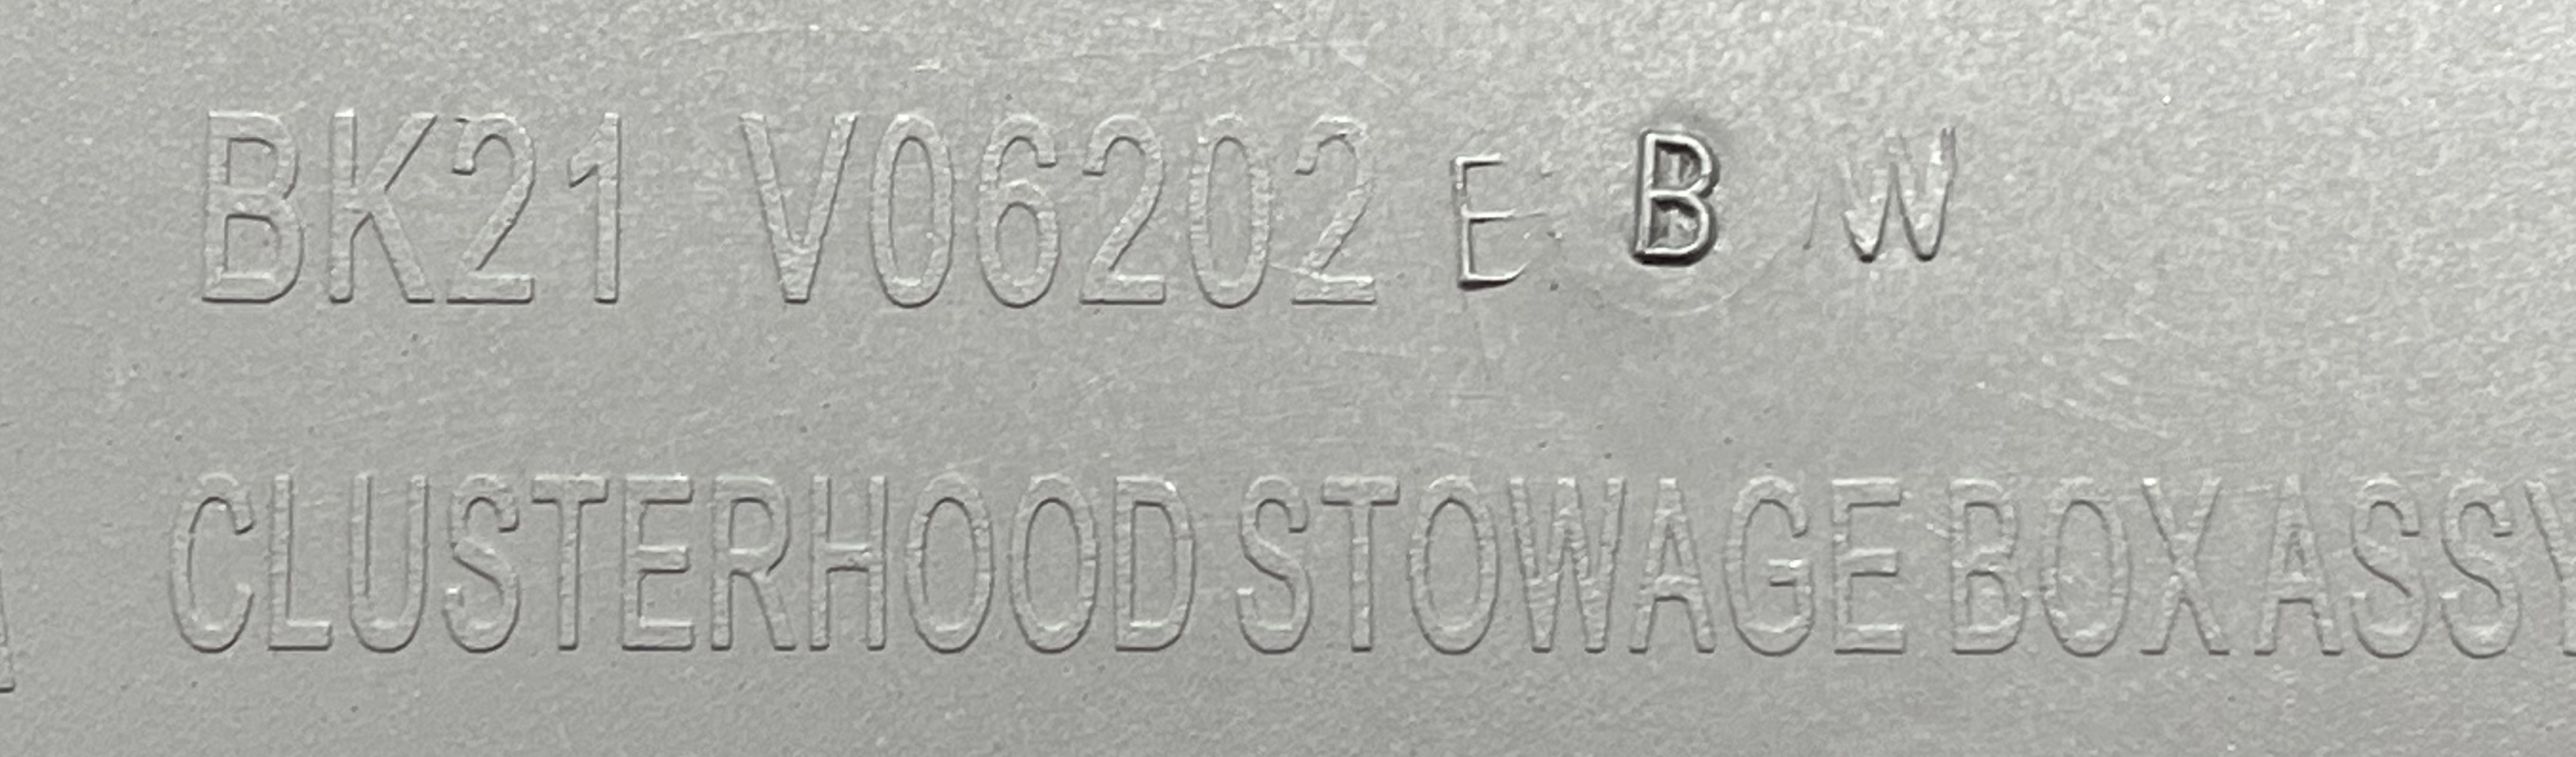 BK21 V06202 E B W
CLUSTERHOOD STOWAGE BOX ASSY